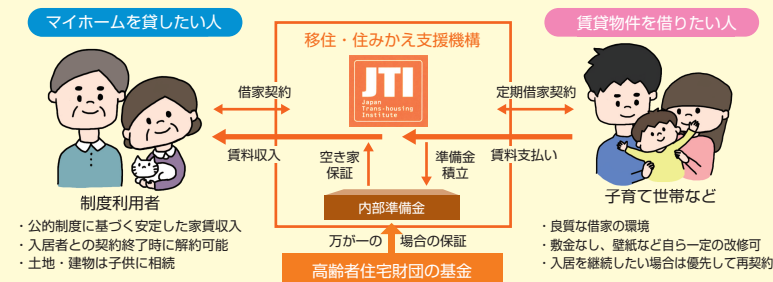 マイホームを貸したい人
移住・住みかえ支援機構
賃貸物件を借りたい人
JTI
Japan
Trans-housing
Institute
借家契約
定期借家契約
賃料収入
空き家
保証
準備金
積立
賃料支払い
制度利用者
内部準備金
子育て世帯など
・公的制度に基づく安定した家賃収入
・入居者との契約終了時に解約可能
・土地・建物は子供に相続
万が一の
場合の保証
高齢者住宅財団の基金
・良質な借家の環境
・敷金なし、壁紙など自ら一定の改修可
・入居を継続したい場合は優先して再契約